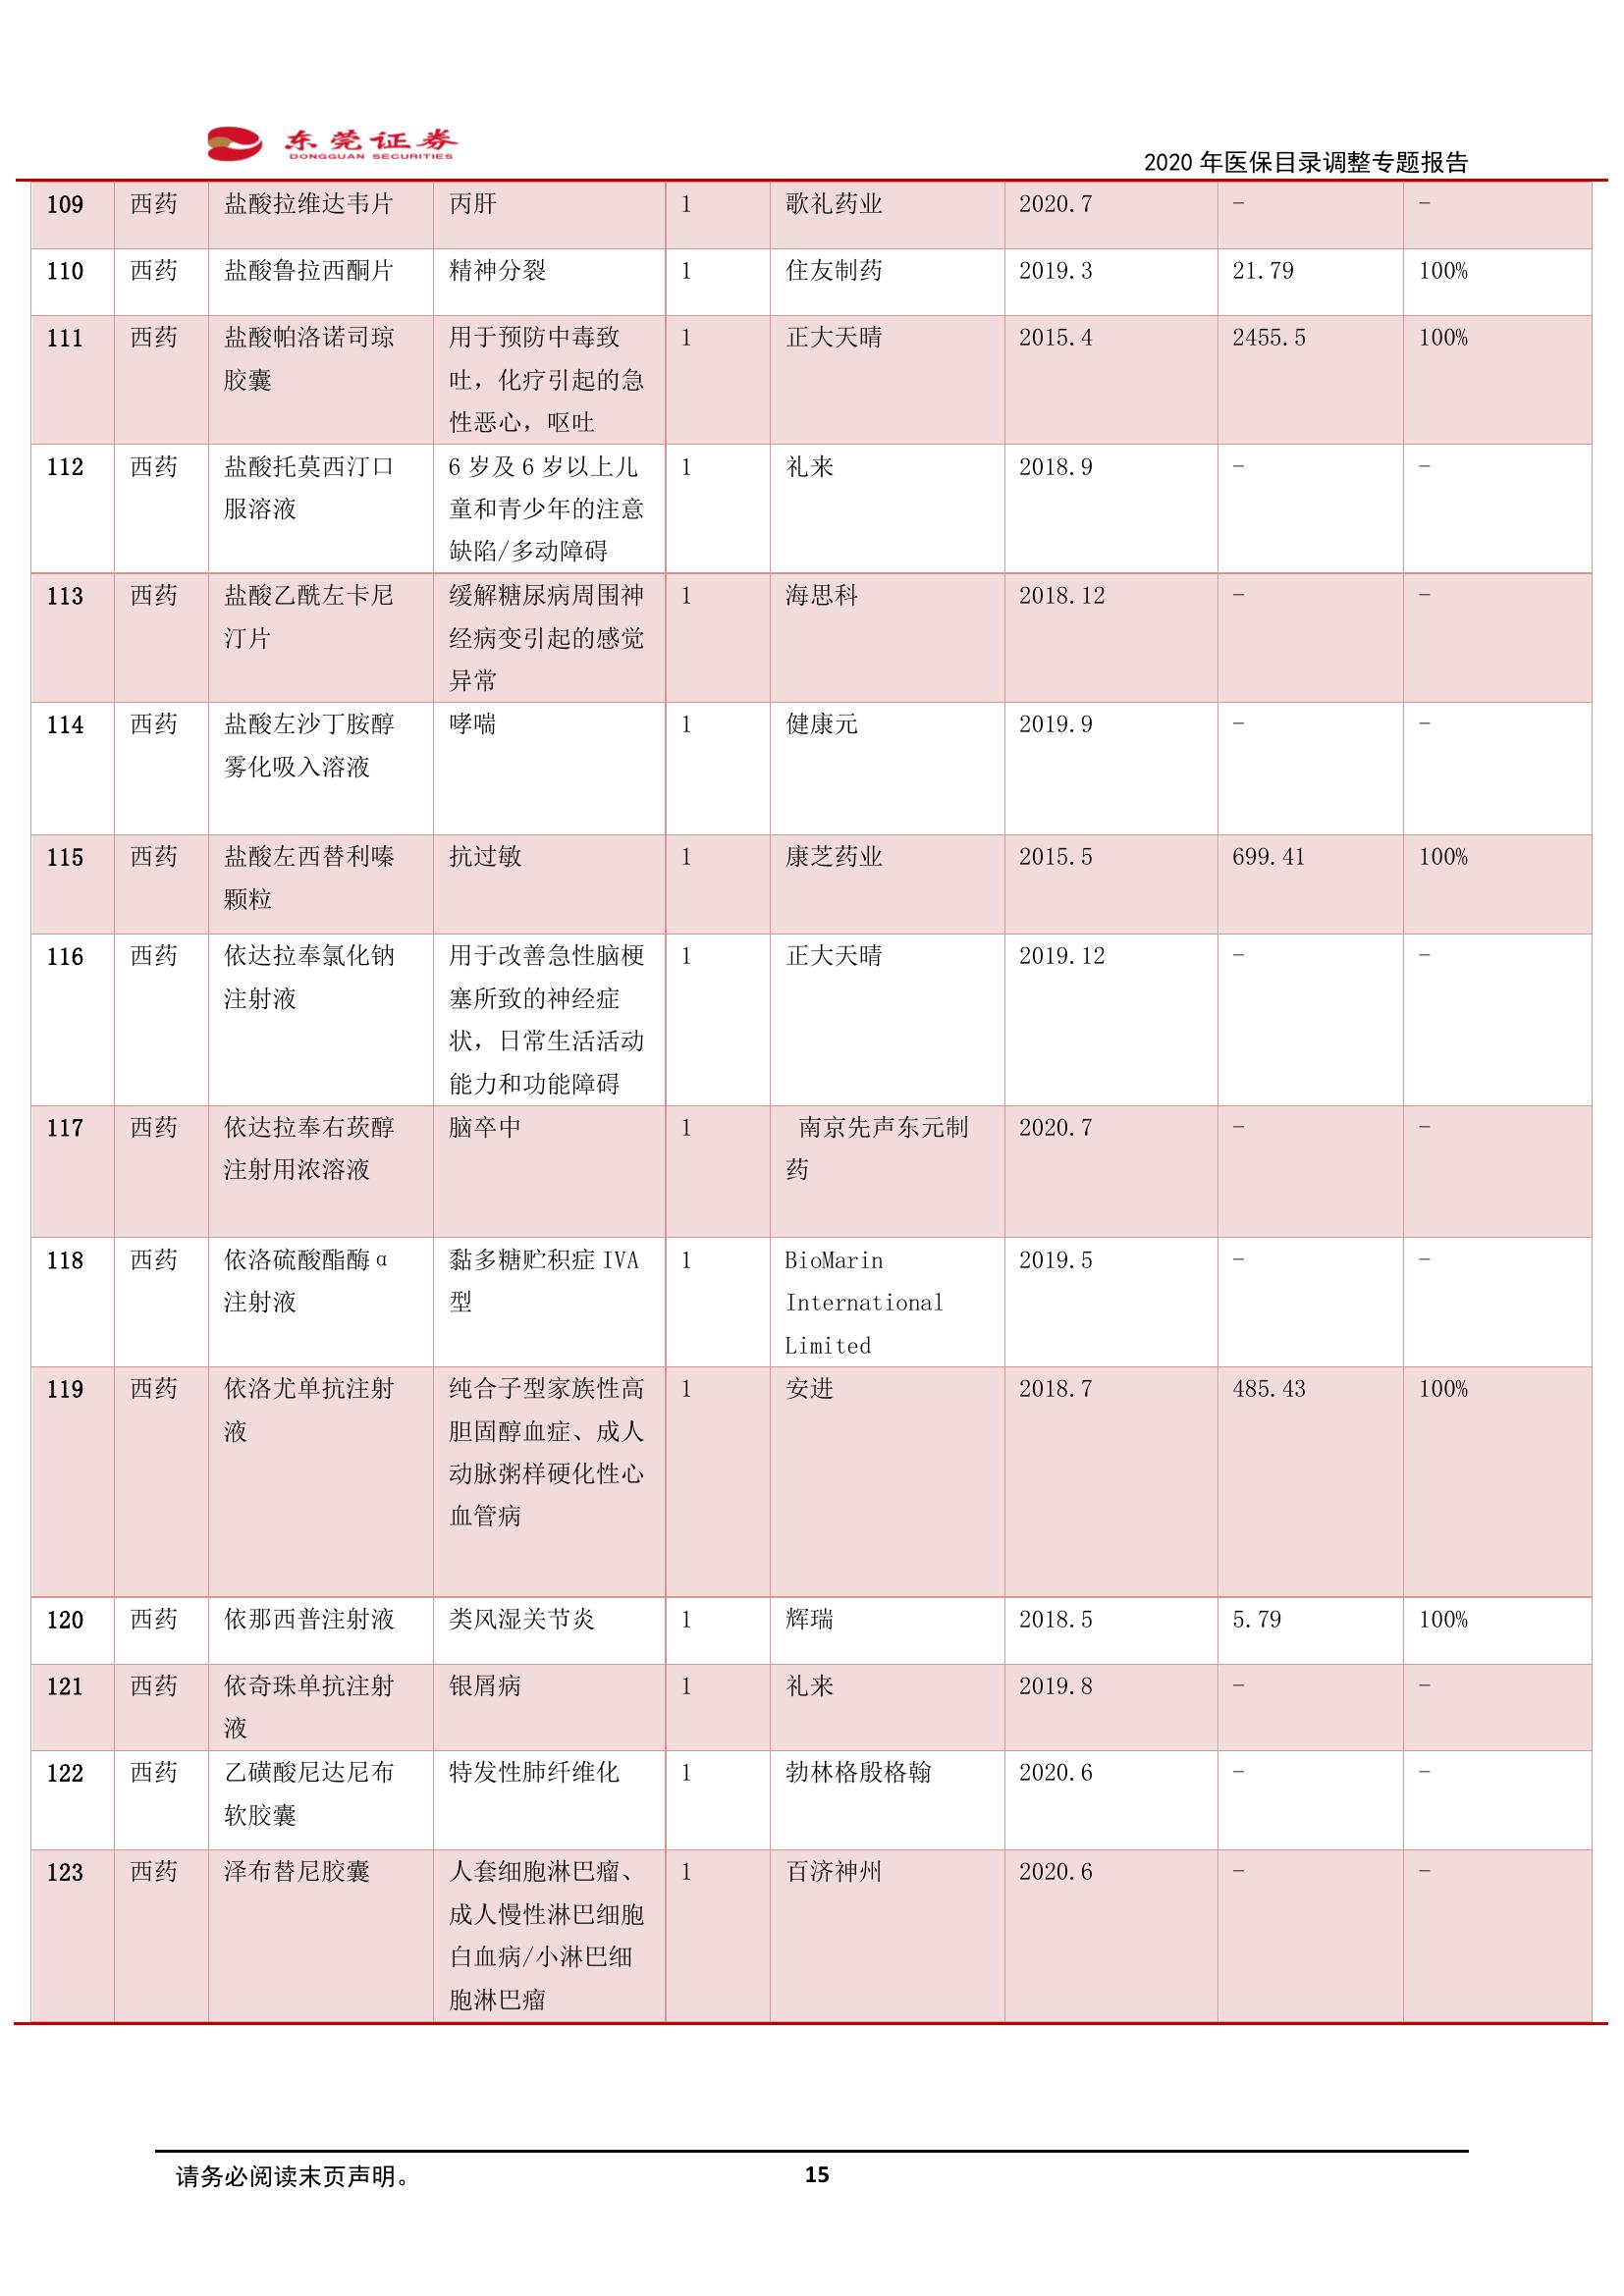 东莞证券
DONGGUAN SECURITIES
2020 年医保目录调整专题报告
109 西药 盐酸拉维达韦片 丙肝 1 歌礼药业 2020.7 - -
110 西药 盐酸鲁拉西酮片 精神分裂 1 住友制药 2019.3 21.79 100%
111 西药 盐酸帕洛诺司琼 用于预防中毒致 1 正大天晴 2015.4 2455.5 100%
胶囊 吐，化疗引起的急
性恶心，呕吐
112 西药 盐酸托莫西汀口 6 岁及 6 岁以上儿 1 礼来 2018.9 - -
服溶液 童和青少年的注意
缺陷/多动障碍
113 西药 盐酸乙酰左卡尼 缓解糖尿病周围神 1 海思科 2018.12 - -
汀片 经病变引起的感觉
异常
114 西药 盐酸左沙丁胺醇 哮喘 1 健康元 2019.9 - -
雾化吸入溶液
115 西药 盐酸左西替利嗪 抗过敏 1 康芝药业 2015.5 699.41 100%
颗粒
116 西药 依达拉奉氯化钠 用于改善急性脑梗 1 正大天晴 2019.12 - -
注射液 塞所致的神经症
状，日常生活活动
能力和功能障碍
117 西药 依达拉奉右莰醇 脑卒中 1 南京先声东元制 2020.7 - -
注射用浓溶液 药
118 西药 依洛硫酸酯酶α 黏多糖贮积症 IVA 1 BioMarin 2019.5 - -
注射液 型 International
Limited
119 西药 依洛尤单抗注射 纯合子型家族性高 1 安进 2018.7 485.43 100%
液 胆固醇血症、成人
动脉粥样硬化性心
血管病
120 西药 依那西普注射液 类风湿关节炎 1 辉瑞 2018.5 5.79 100%
121 西药 依奇珠单抗注射 银屑病 1 礼来 2019.8 - -
液
122 西药 乙磺酸尼达尼布 特发性肺纤维化 1 勃林格殷格翰 2020.6 - -
软胶囊
123 西药 泽布替尼胶囊 人套细胞淋巴瘤、 1 百济神州 2020.6 - -
成人慢性淋巴细胞
白血病/小淋巴细
胞淋巴瘤
请务必阅读末页声明。 15